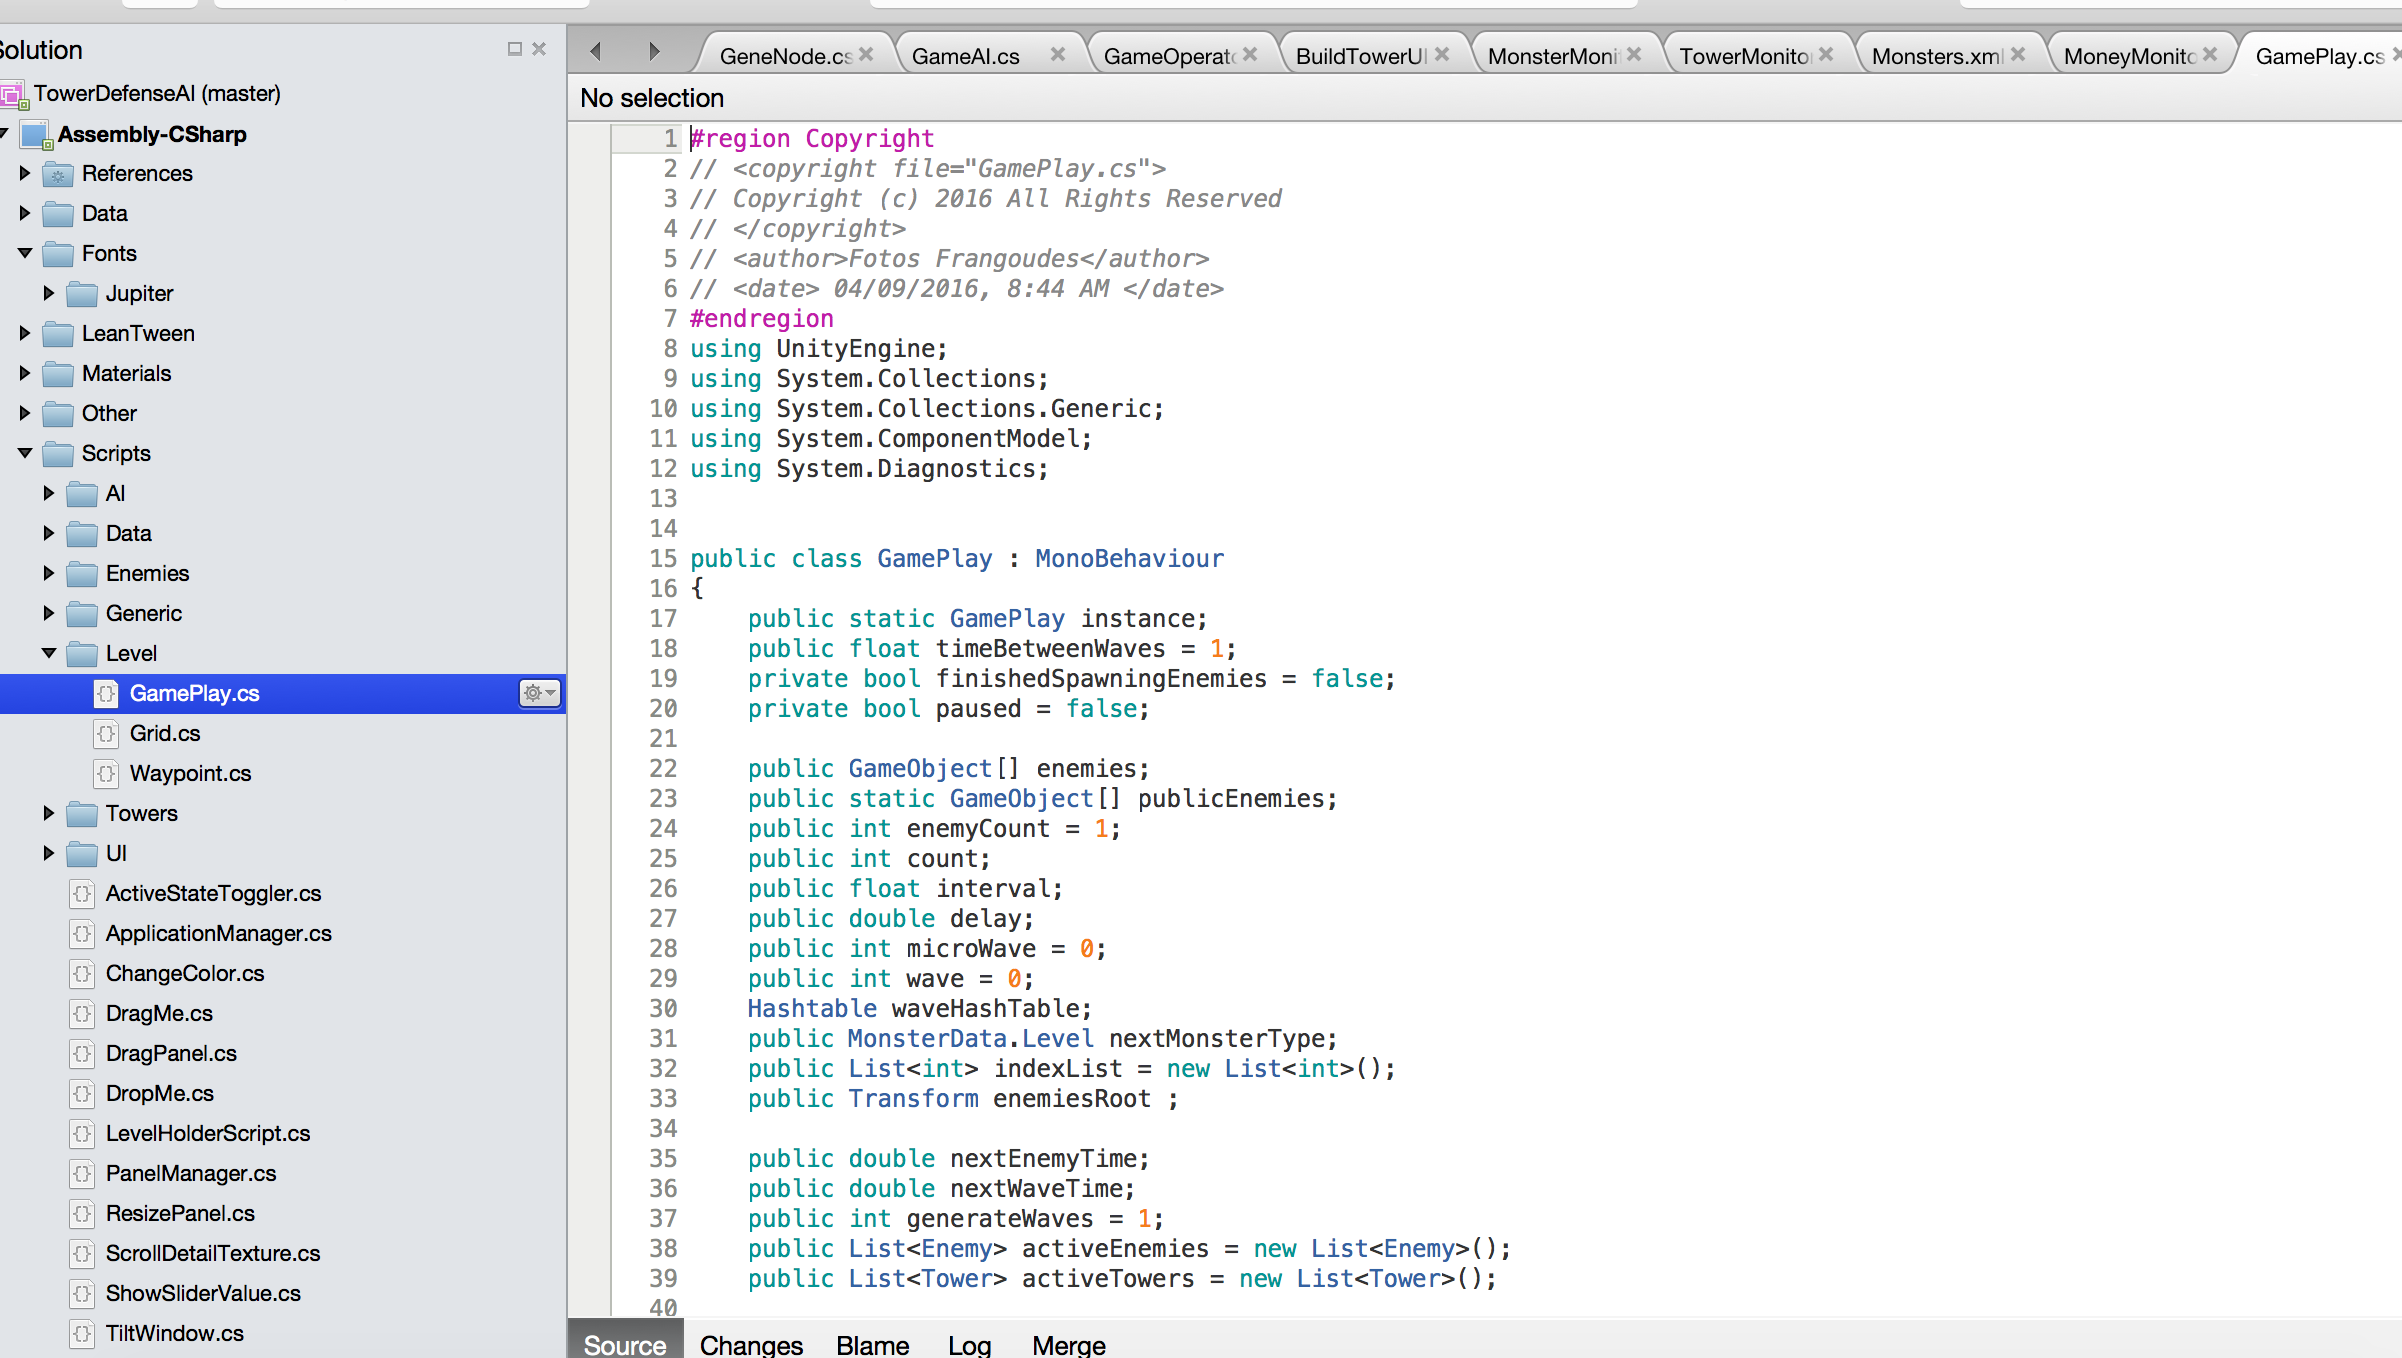 Solution
TowerDefenseAI (master)
Assembly-CSharp
References
Data
Fonts
Jupiter
LeanTween
Materials
Other
Scripts
AI
Data
Enemies
Generic
Level
GamePlay.cs
Grid.cs
Waypoint.cs
Towers
UI
ActiveStateToggler.cs
ApplicationManager.cs
ChangeColor.cs
DragMe.cs
DragPanel.cs
DropMe.cs
LevelHolderScript.cs
PanelManager.cs
ResizePanel.cs
ScrollDetailTexture.cs
ShowSliderValue.cs
TiltWindow.cs
GeneNode.cs GameAI.cs GameOperato BuildTowerUI MonsterMoni TowerMonito Monsters.xml MoneyMonito GamePlay.cs
No selection
1 #region Copyright
2 // <copyright file="GamePlay.cs">
3 // Copyright (c) 2016 All Rights Reserved
4 // </copyright>
5 // <author>Fotos Frangoudes</author>
6 // <date> 04/09/2016, 8:44 AM </date>
7 #endregion
8 using UnityEngine;
9 using System.Collections;
10 using System.Collections.Generic;
11 using System.ComponentModel;
12 using System.Diagnostics;
13
14
15 public class GamePlay : MonoBehaviour
16 {
17     public static GamePlay instance;
18     public float timeBetweenWaves = 1;
19     private bool finishedSpawningEnemies = false;
20     private bool paused = false;
21
22     public GameObject[] enemies;
23     public static GameObject[] publicEnemies;
24     public int enemyCount = 1;
25     public int count;
26     public float interval;
27     public double delay;
28     public int microWave = 0;
29     public int wave = 0;
30     Hashtable waveHashTable;
31     public MonsterData.Level nextMonsterType;
32     public List<int> indexList = new List<int>();
33     public Transform enemiesRoot ;
34
35     public double nextEnemyTime;
36     public double nextWaveTime;
37     public int generateWaves = 1;
38     public List<Enemy> activeEnemies = new List<Enemy>();
39     public List<Tower> activeTowers = new List<Tower>();
40
Source Changes Blame Log Merge